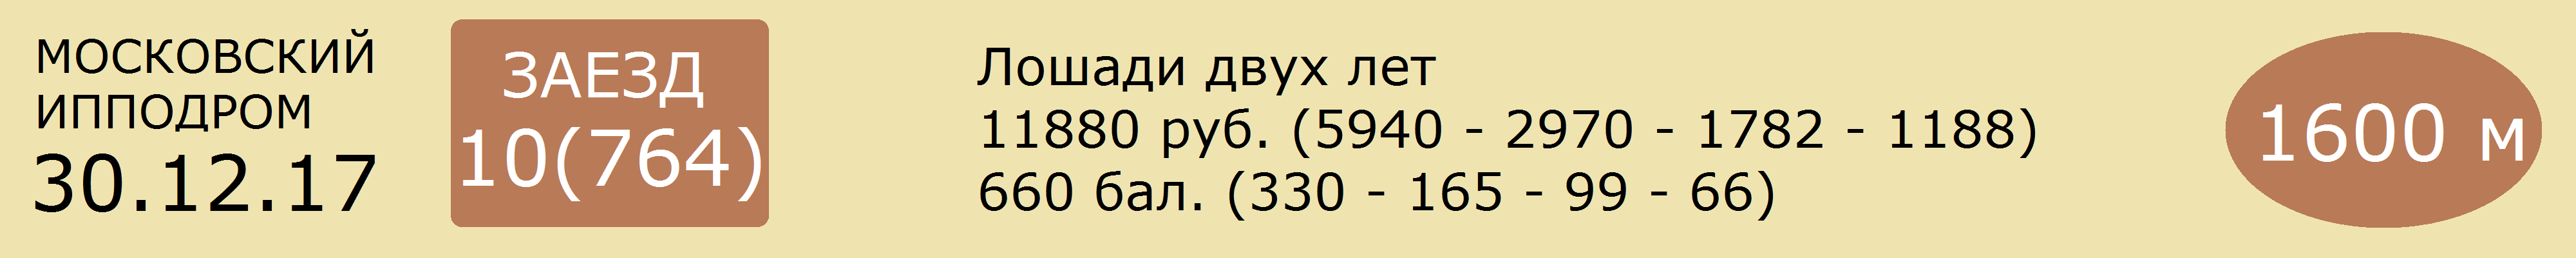 МОСКОВСКИЙ
ИППОДРОМ
30.12.17
ЗАЕЗД
10(764)
Лошади двух лет
11880 руб. (5940 - 2970 - 1782 - 1188)
660 бал. (330 - 165 - 99 - 66)
1600 м